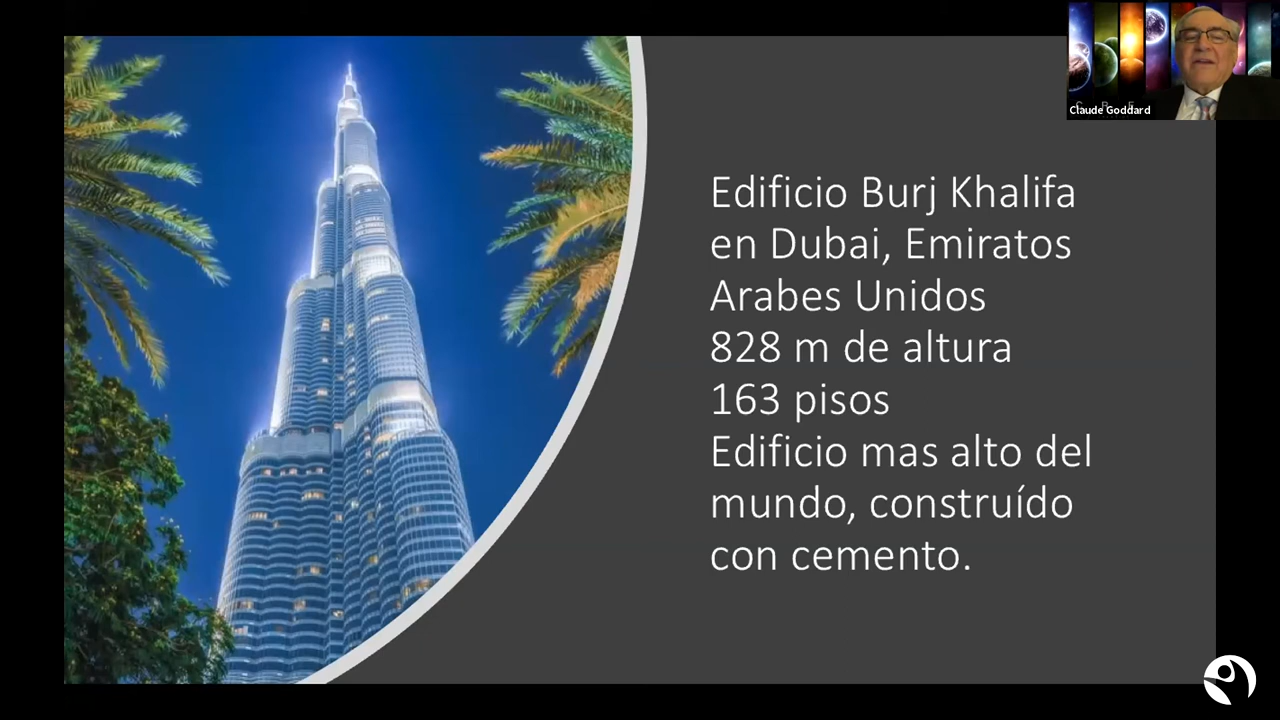 Claude Goddard
Edificio Burj Khalifa
en Dubai, Emiratos
Arabes Unidos
828 m de altura
163 pisos
Edificio mas alto del
mundo, construído
con cemento.